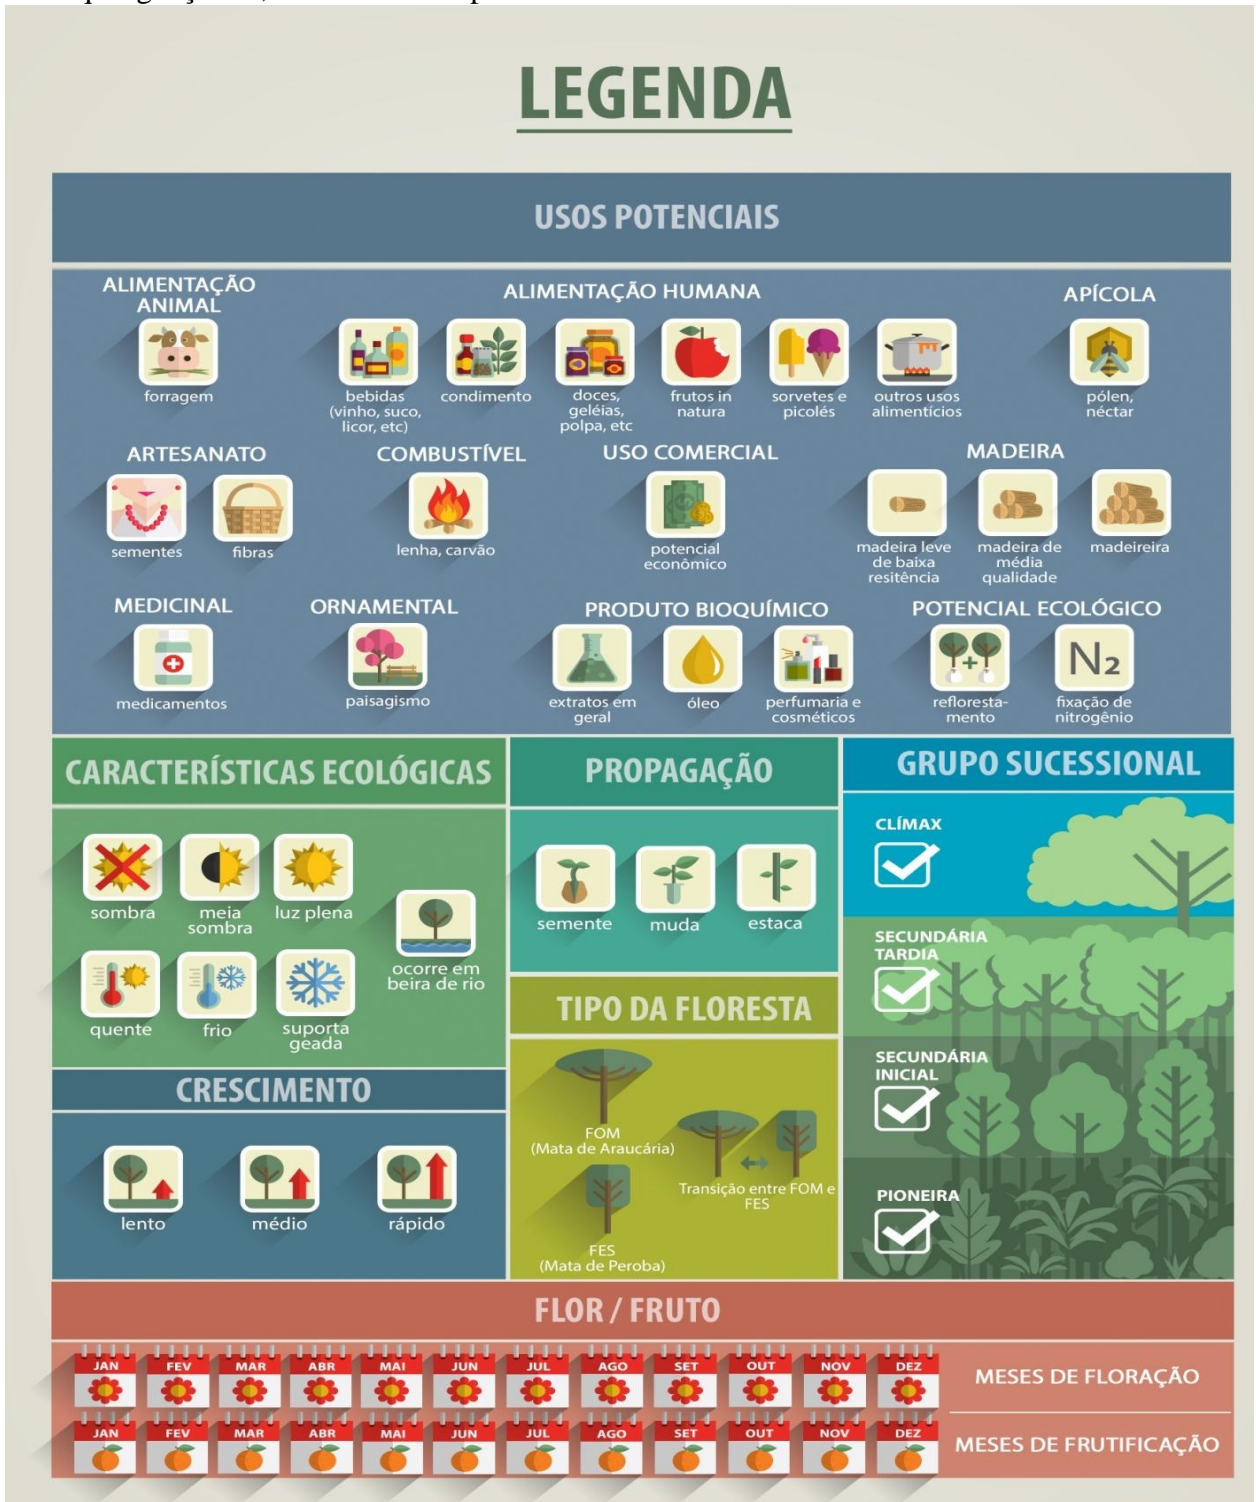 LEGENDA
USOS POTENCIAIS
ALIMENTAÇÃO
ANIMAL
forragem
ALIMENTAÇÃO HUMANA
bebidas
(vinho, suco,
licor, etc)
condimento
doces,
geléias,
polpa, etc
frutos in
natura
sorvetes e
picolés
outros usos
alimentícios
APÍCOLA
pólen,
néctar
ARTESANATO
sementes
fibras
COMBUSTÍVEL
lenha, carvão
USO COMERCIAL
potencial
econômico
MADEIRA
madeira leve
de baixa
resitência
madeira de
média
qualidade
madeireira
MEDICINAL
medicamentos
ORNAMENTAL
paisagismo
PRODUTO BIOQUÍMICO
extratos em
geral
óleo
perfumaria e
cosméticos
POTENCIAL ECOLÓGICO
refloresta-
mento
N2
fixação de
nitrogênio
CARACTERÍSTICAS ECOLÓGICAS
sombra
meia
sombra
luz plena
ocorre em
beira de rio
quente
frio
suporta
geada
CRESCIMENTO
lento
médio
rápido
PROPAGAÇÃO
semente
muda
estaca
TIPO DA FLORESTA
FOM
(Mata de Araucária)
Transição entre FOM e
FES
FES
(Mata de Peroba)
GRUPO SUCESSIONAL
CLÍMAX
SECUNDÁRIA
TARDIA
SECUNDÁRIA
INICIAL
PIONEIRA
FLOR / FRUTO
JAN FEV MAR ABR MAI JUN JUL AGO SET OUT NOV DEZ
MESES DE FLORAÇÃO
JAN FEV MAR ABR MAI JUN JUL AGO SET OUT NOV DEZ
MESES DE FRUTIFICAÇÃO